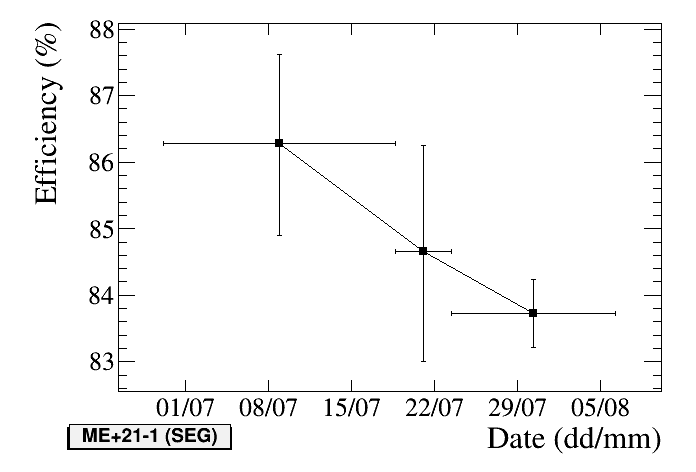 Efficiency (%)
88
87
86
85
84
83
01/07 08/07 15/07 22/07 29/07 05/08
ME+21-1 (SEG)
Date (dd/mm)